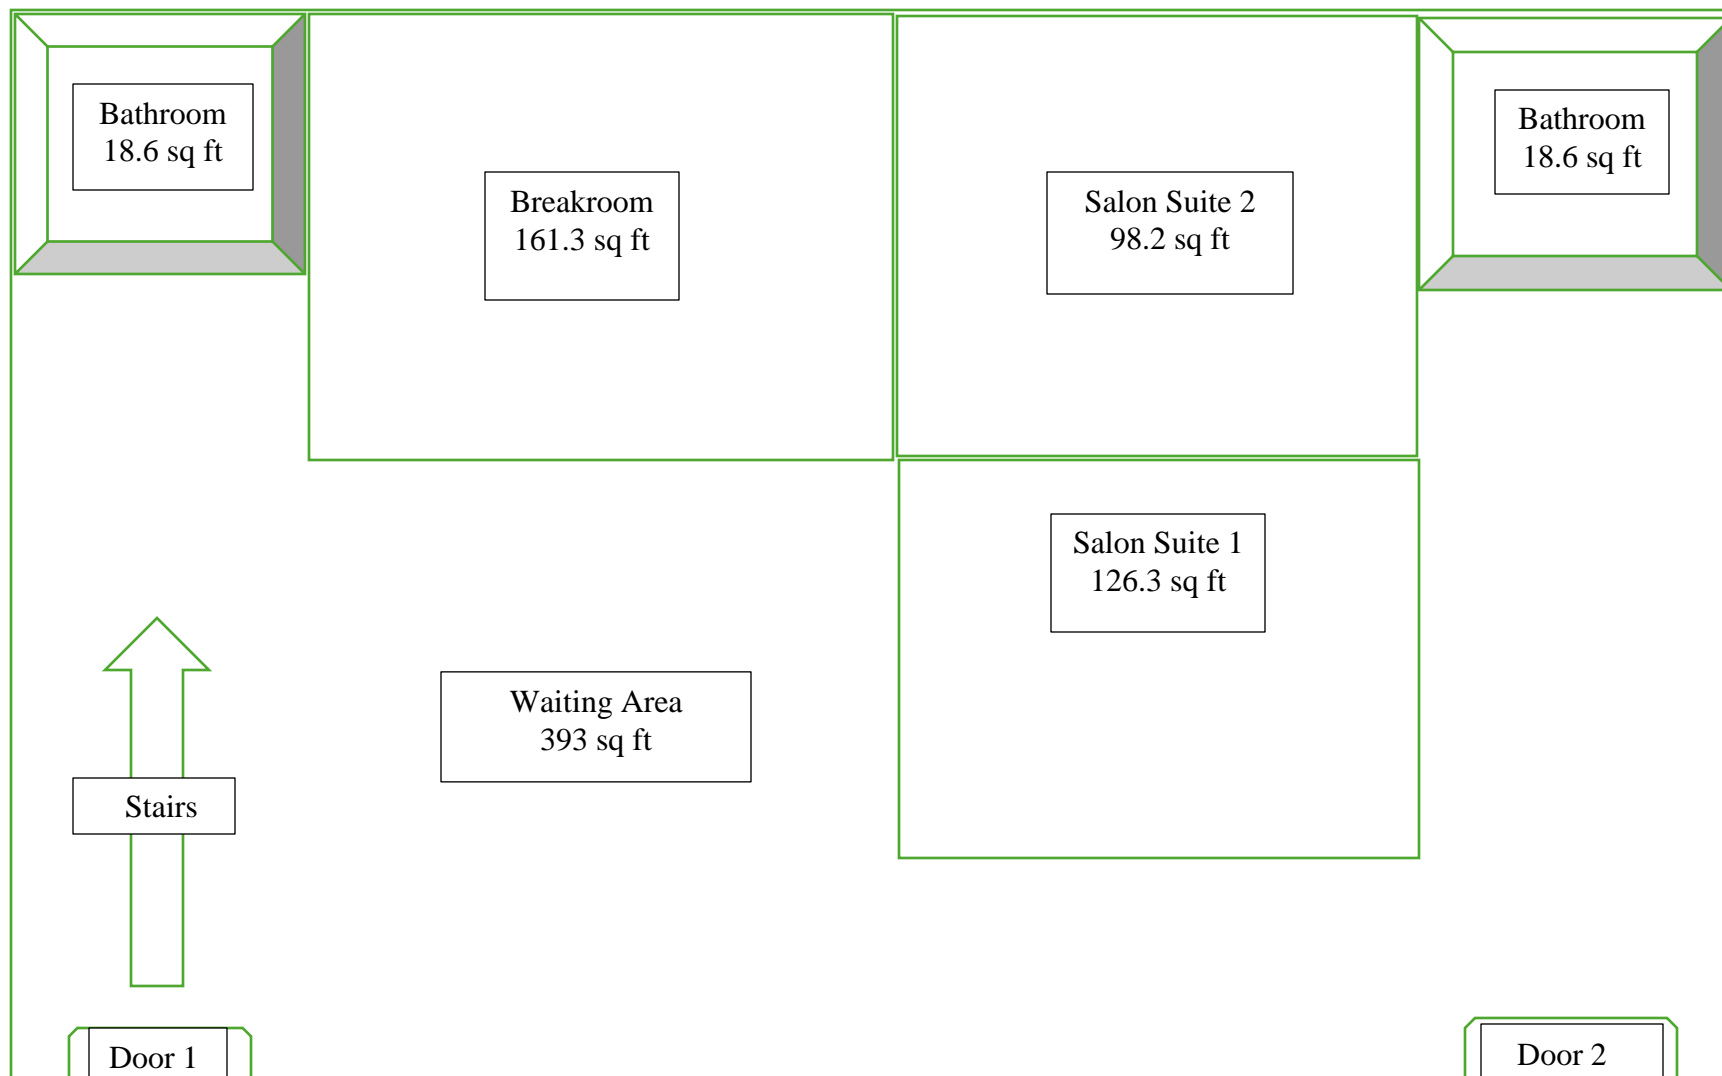 Bathroom
18.6 sq ft
Breakroom
161.3 sq ft
Salon Suite 2
98.2 sq ft
Bathroom
18.6 sq ft
Salon Suite 1
126.3 sq ft
Waiting Area
393 sq ft
Stairs
Door 1
Door 2